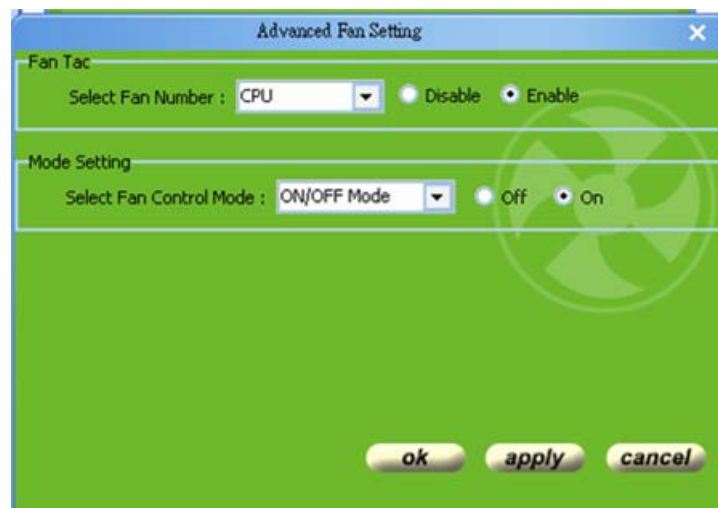 Advanced Fan Setting
Fan Tac
Select Fan Number : CPU Disable Enable
Mode Setting
Select Fan Control Mode : ON/OFF Mode Off On
ok apply cancel